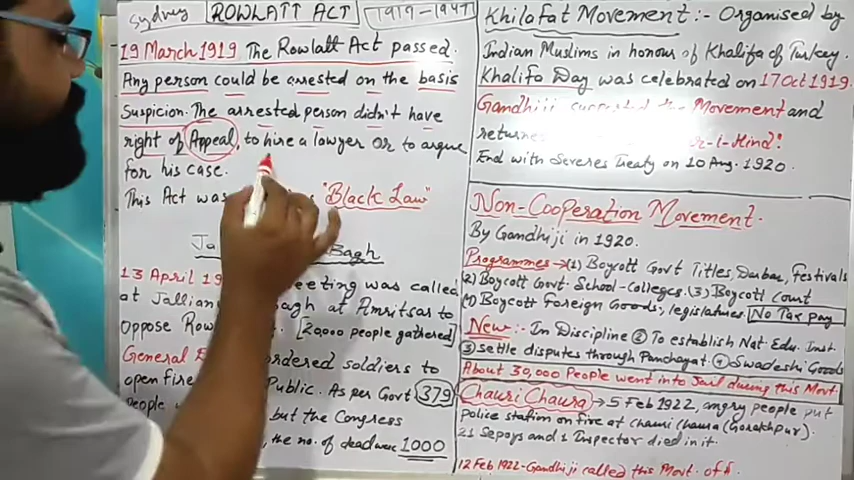 Sydney ROWLATT ACT [1919-1947
19 March 1919 The Rowlatt Act passed.
Any person could be arrested on the basis
Suspicion. The arrested person didn't have
right of Appeal, to hire a lawyer or to argue
for his case.
This Act was "Black Law"
Ja Bagh
13 April 19 eeting was called
at Jallian agh at Amritsar to
Oppose Row [20000 people gathered]
General ordered soldiers to
open fire Public. As per Govt 379
People but the Congress
the no. of dead were 1000
Khilafat Movement :- Organised by
Indian Muslims in honour of Khalifa of Turkey.
Khalifa Day was celebrated on 17 Oct 1919.
Gandhiji the Movement and
returne r-i-Hind!
End with Severes Treaty on 10 Aug. 1920.
Non-Cooperation Movement.
By Gandhiji in 1920.
Programmes → (1) Boycott Govt Titles, Darbar, Festivals
(2) Boycott Govt. School-Colleges. (3) Boycott court
(4) Boycott Foreign Goods, legislatures. No Tax pay
New :- In Discipline ② To establish Nat. Edu. Inst.
③ settle disputes through Panchayat ④ Swadeshi Goods
About 30,000 People went into Jail during this Movt.
Chauri Chaura → 5 Feb 1922, angry people put
police station on fire at Chauri Chaura (Gorakhpur).
21 Sepoys and 1 Inspector died in it.
12 Feb 1922 - Gandhiji called this Movt. off.